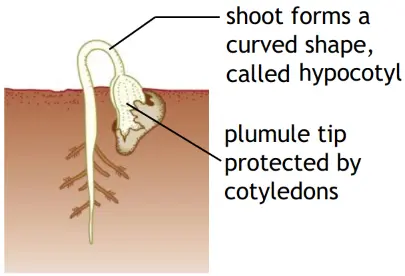 shoot forms a
curved shape,
called hypocotyl
plumule tip
protected by
cotyledons